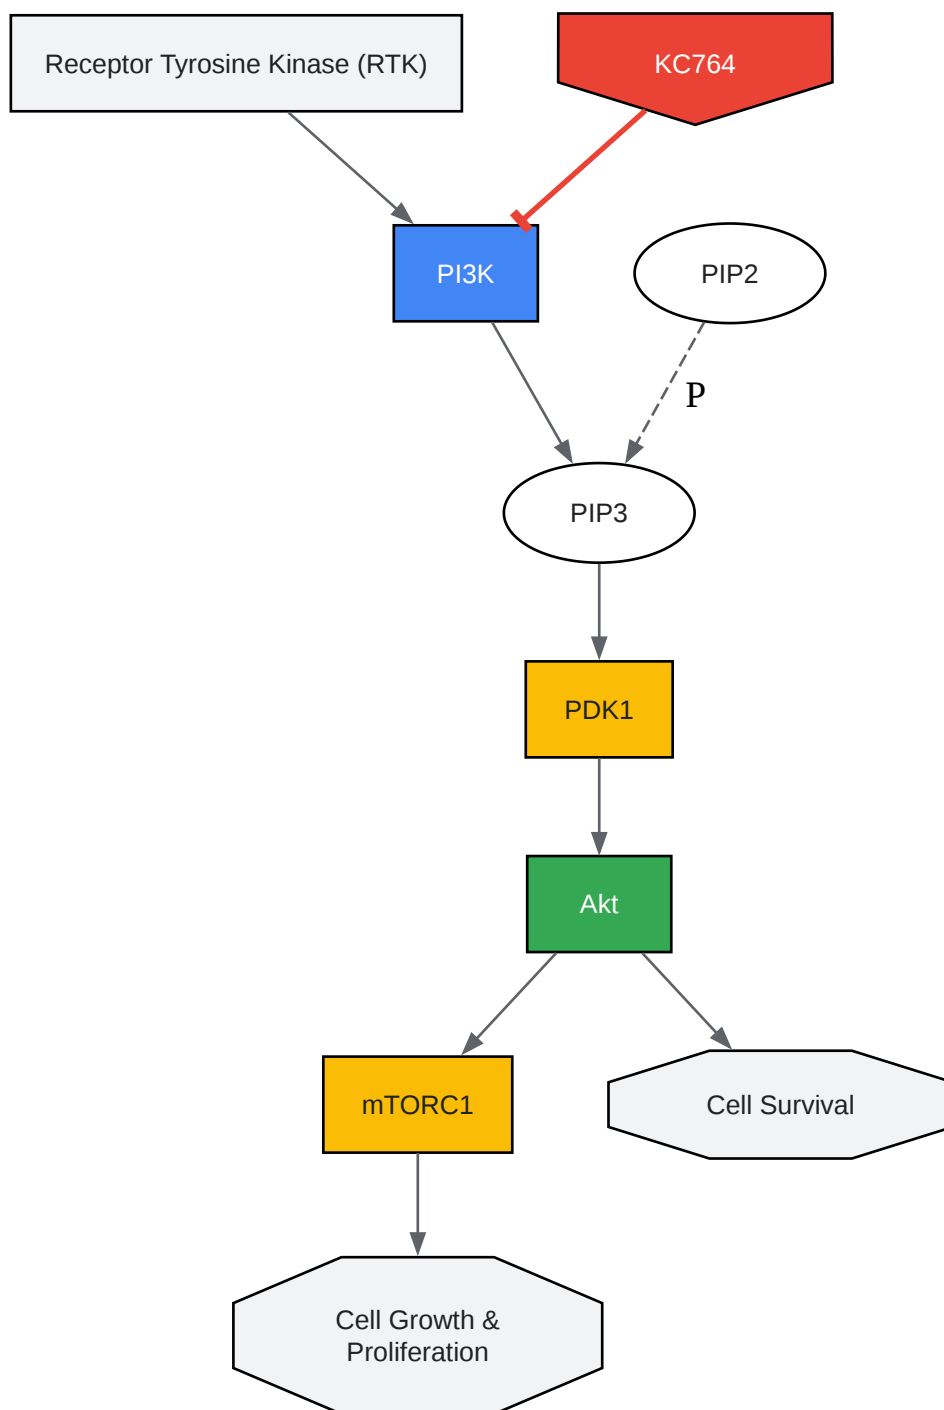 Receptor Tyrosine Kinase (RTK)
KC764
PI3K
PIP2
P
PIP3
PDK1
Akt
mTORC1
Cell Survival
Cell Growth &
Proliferation